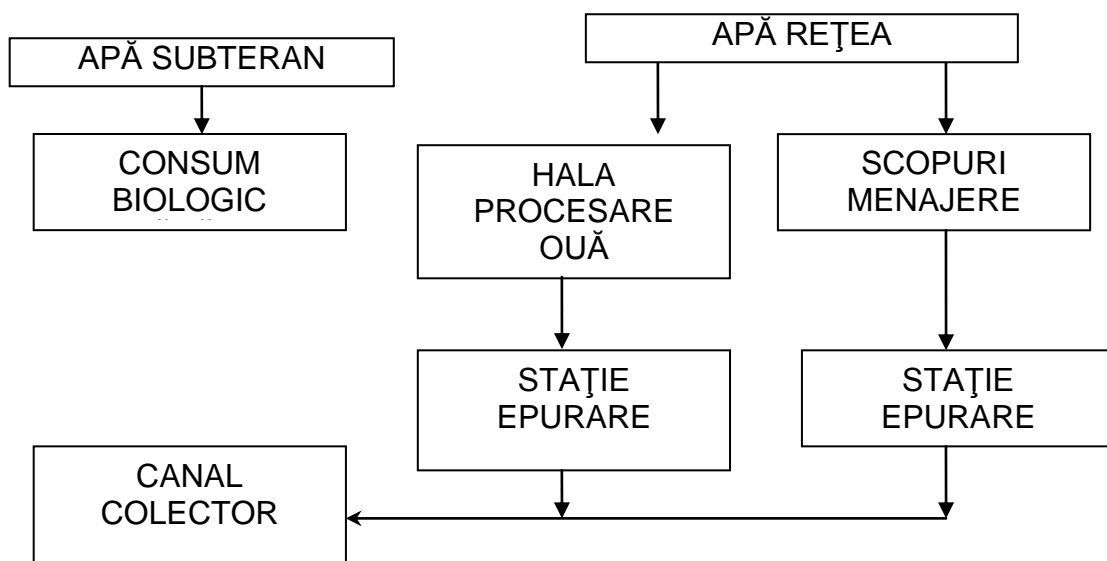 APĂ SUBTERAN
APĂ REŢEA
CONSUM
BIOLOGIC
HALA
PROCESARE
OUĂ
SCOPURI
MENAJERE
STAŢIE
EPURARE
STAŢIE
EPURARE
CANAL
COLECTOR